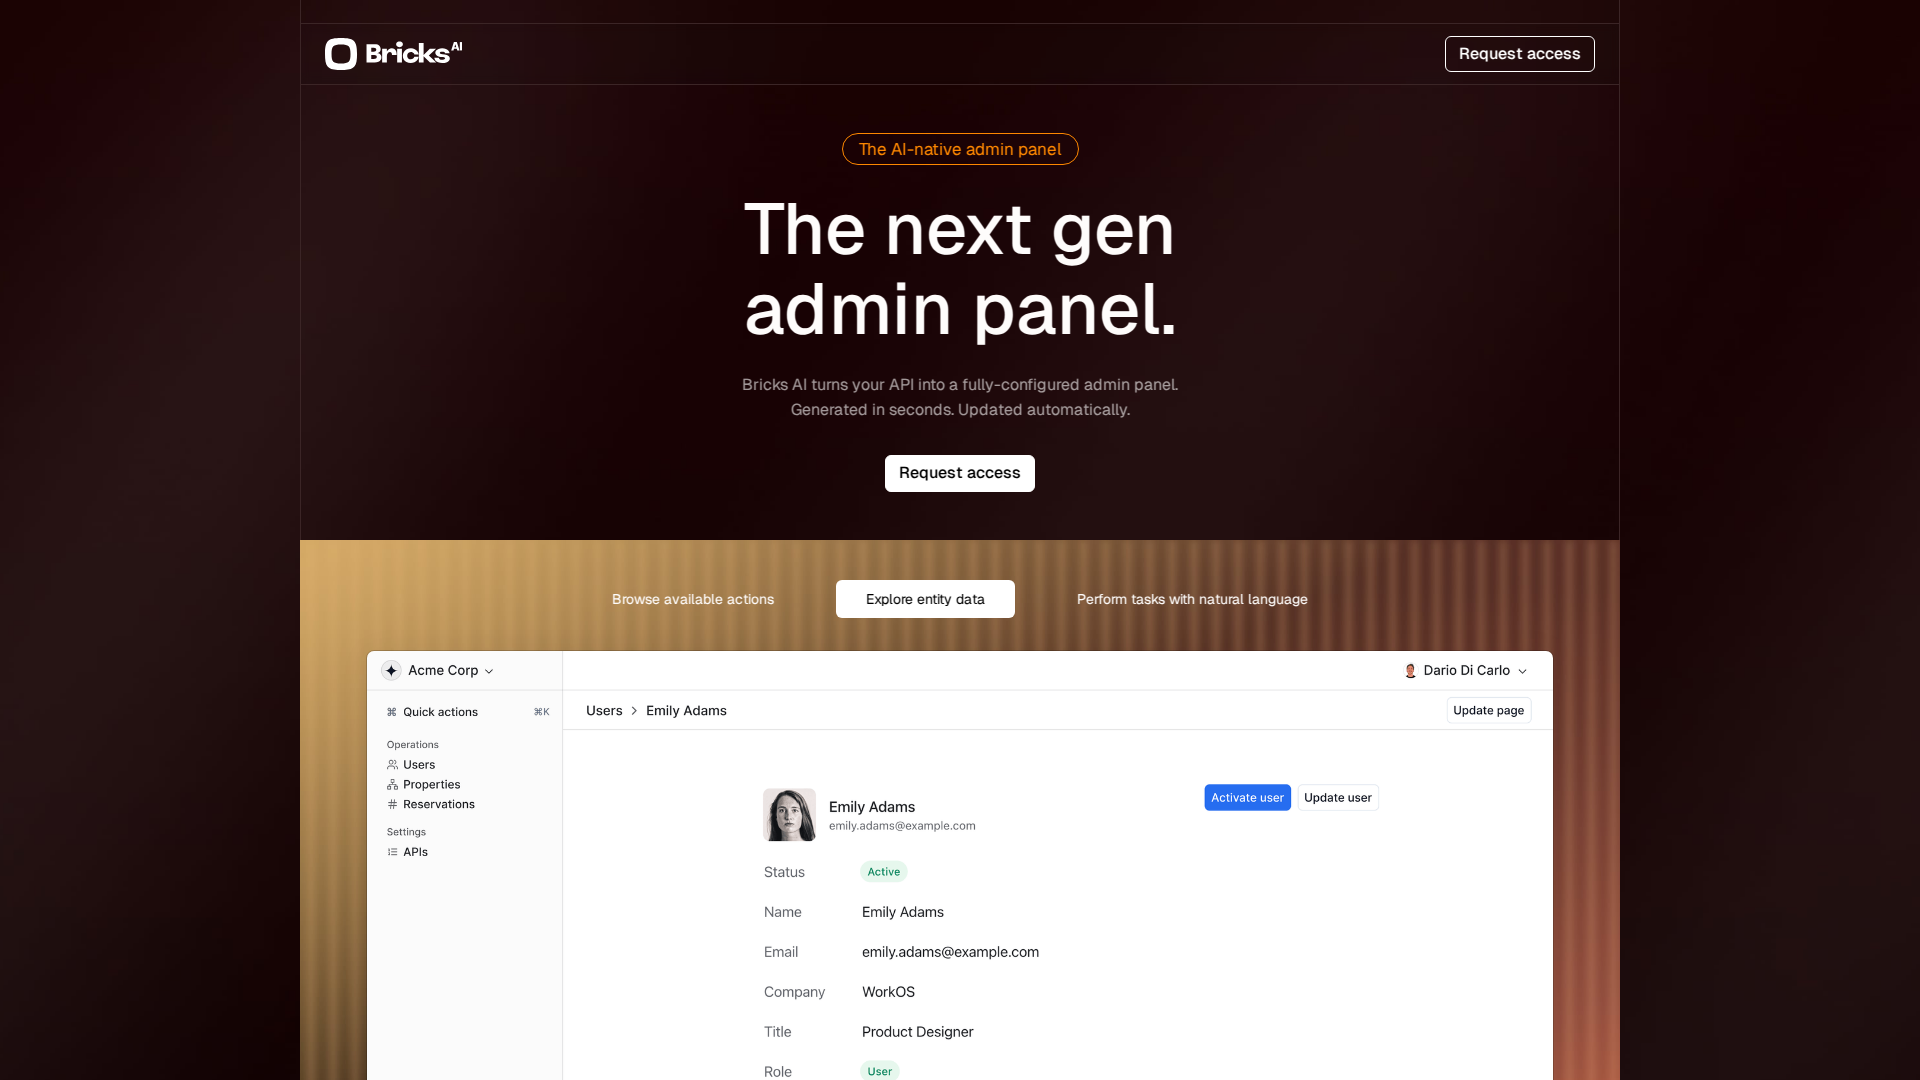 Bricks AI
Request access
The AI-native admin panel
The next gen
admin panel.
Bricks AI turns your API into a fully-configured admin panel.
Generated in seconds. Updated automatically.
Request access
Browse available actions
Explore entity data
Perform tasks with natural language
Acme Corp
Dario Di Carlo
Quick actions ⌘K
Users > Emily Adams
Update page
Operations
Users
Properties
Reservations
Settings
APIs
Emily Adams
emily.adams@example.com
Activate user
Update user
Status Active
Name Emily Adams
Email emily.adams@example.com
Company WorkOS
Title Product Designer
Role User